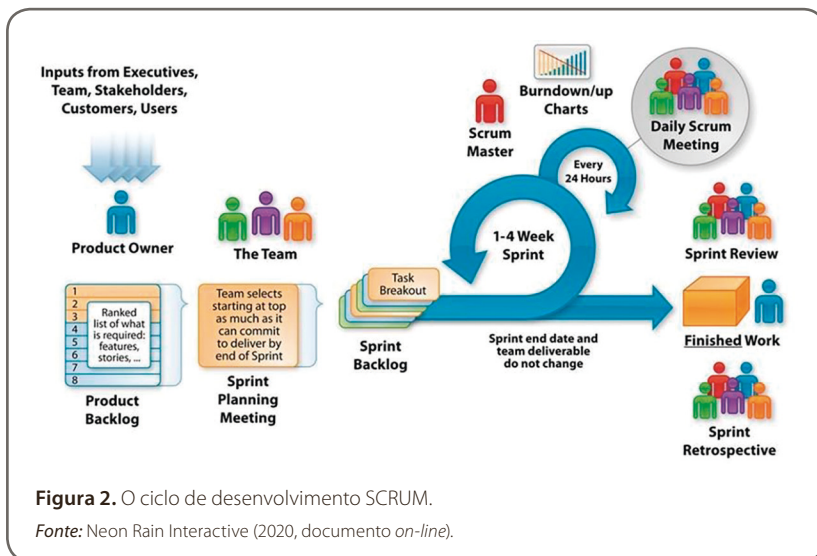 Inputs from Executives,
Team, Stakeholders,
Customers, Users
Product Owner
The Team
1
2
3
4
5
6
7
8
Ranked
list of what
is required:
features,
stories, ...
Product
Backlog
Team selects
starting at top
as much as it
can commit
to deliver by
end of Sprint
Sprint
Planning
Meeting
Task
Breakout
Sprint
Backlog
Scrum
Master
Burndown/up
Charts
Every
24 Hours
Daily Scrum
Meeting
1-4 Week
Sprint
Sprint end date and
team deliverable
do not change
Sprint Review
Finished Work
Sprint
Retrospective
Figura 2. O ciclo de desenvolvimento SCRUM.
Fonte: Neon Rain Interactive (2020, documento on-line).